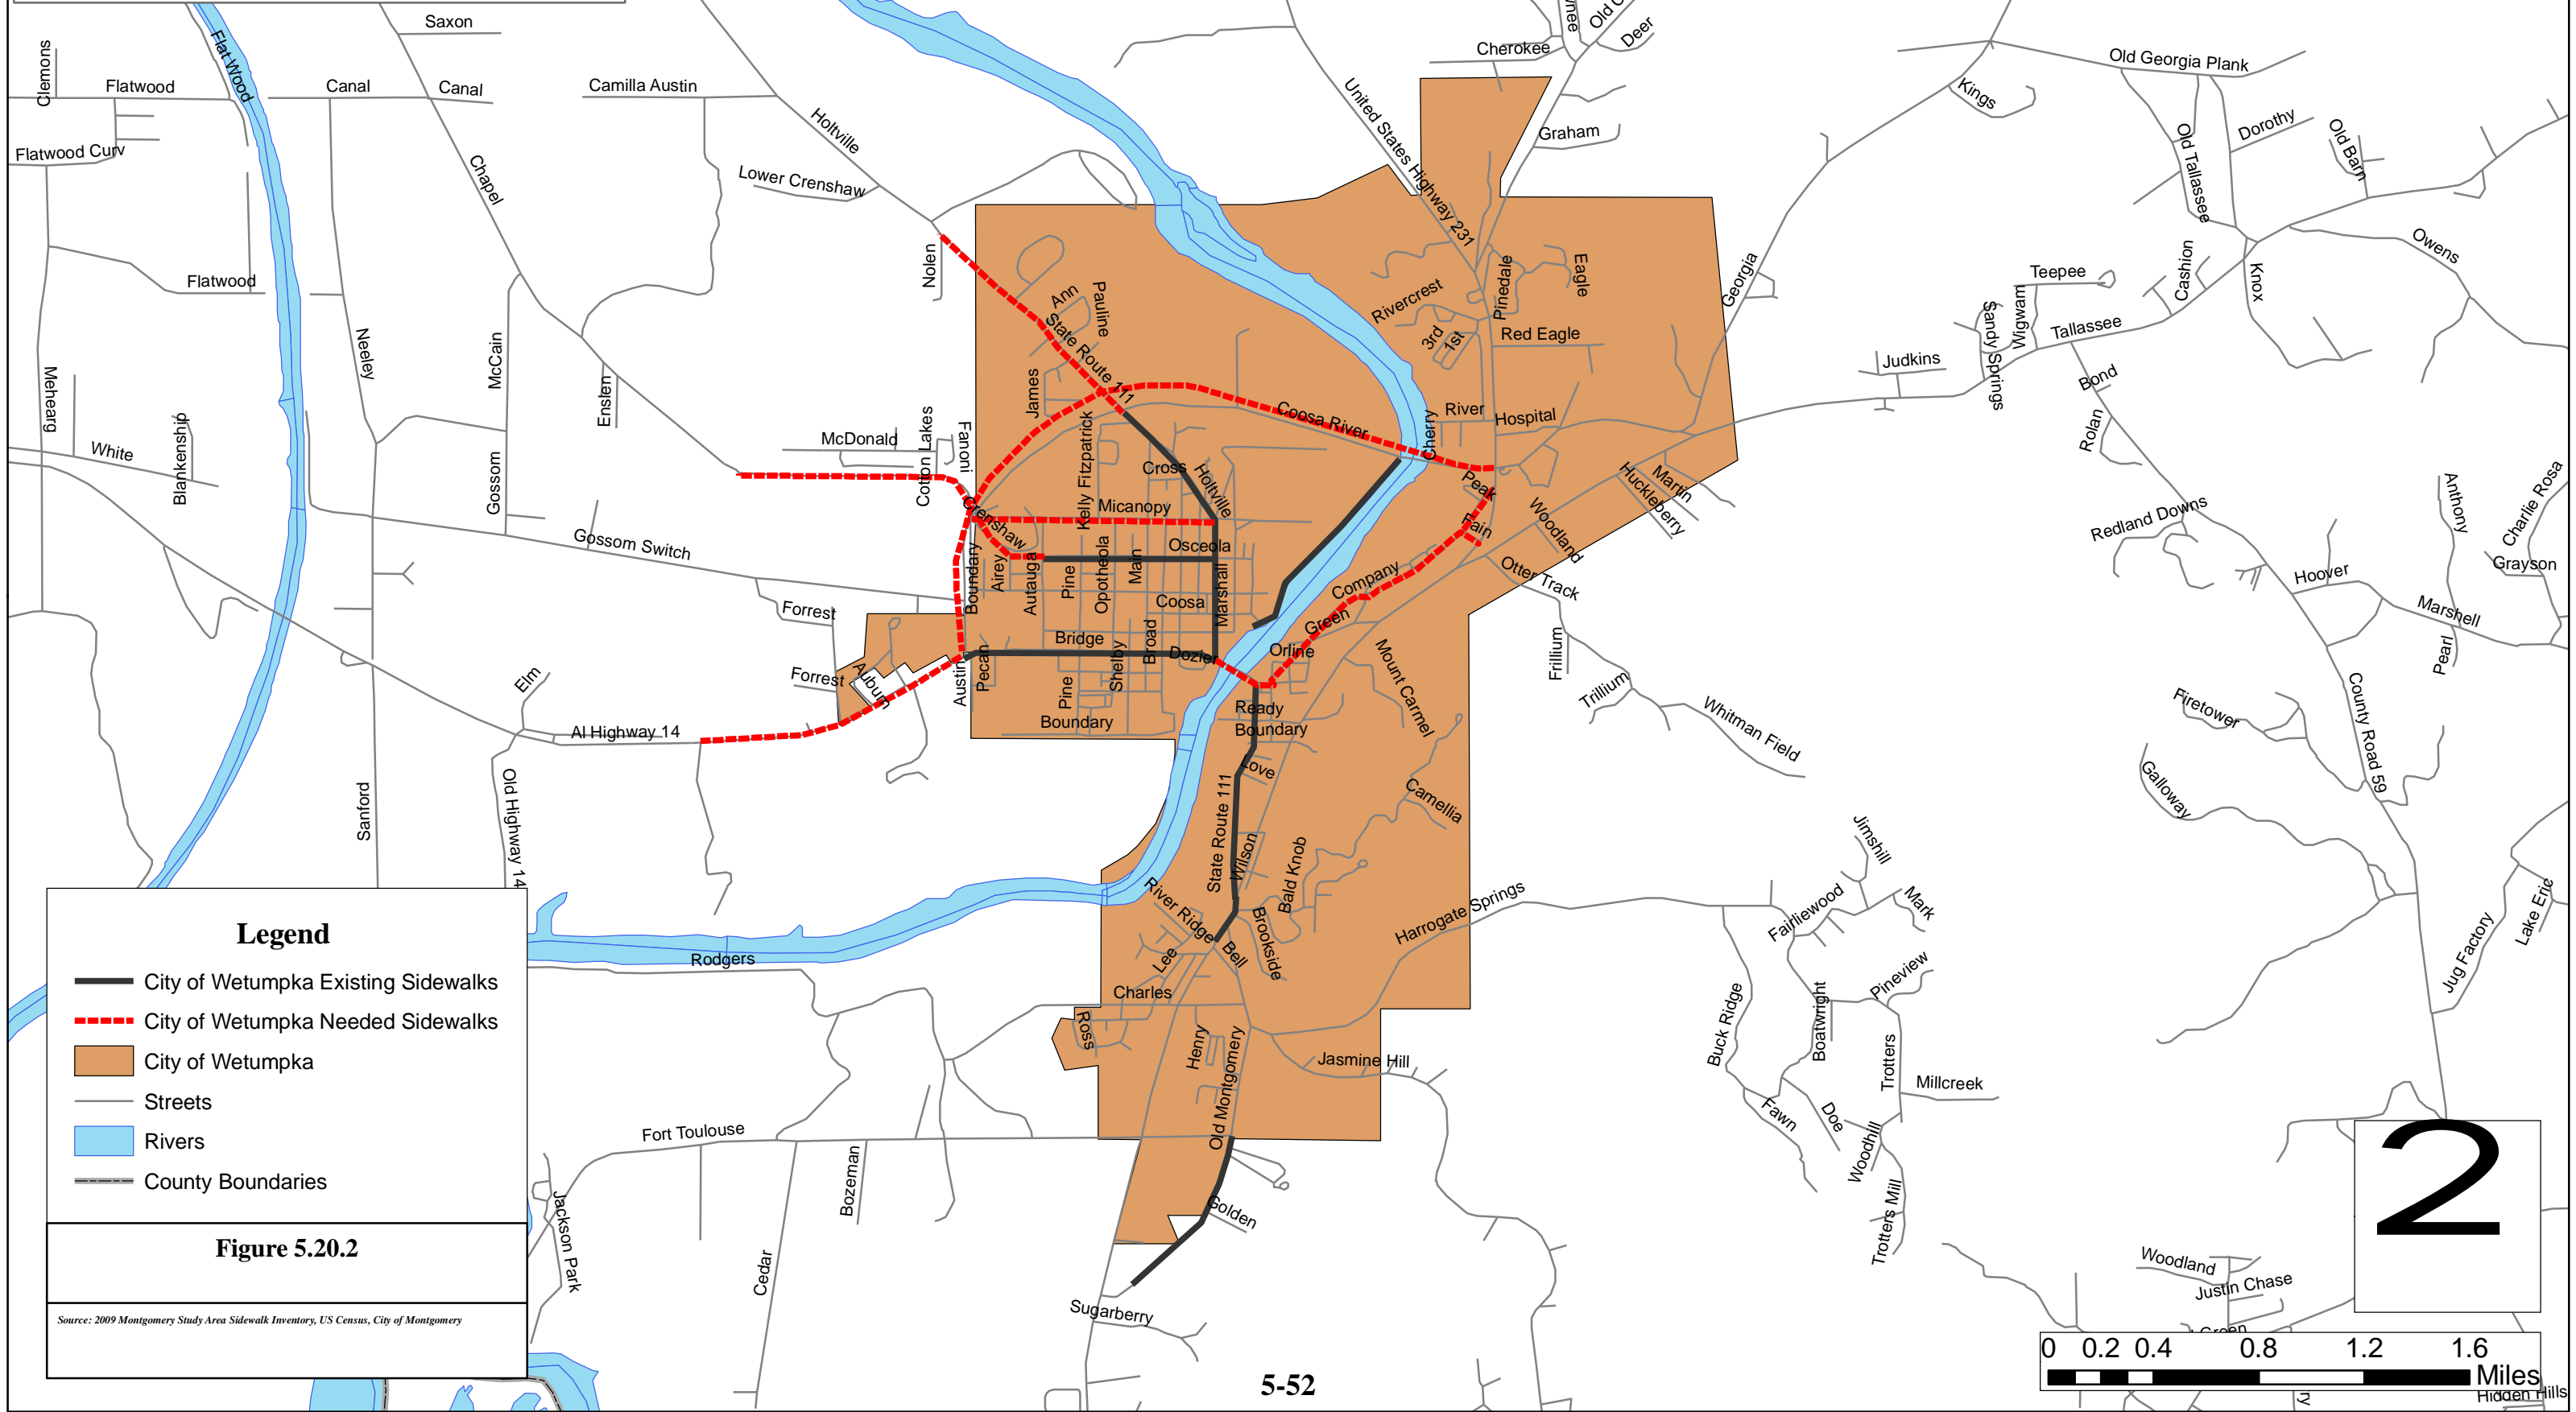 Saxon
Clemons
Flatwood
Flat Wood
Canal
Canal
Camilla Austin
Holtville
Flatwood Curv
Chapel
Lower Crenshaw
Flatwood
Nolen
Mehearg
Neeley
McCain
Enslen
White
Blankenship
Gossom
McDonald
Cotton Lakes
Fanoni
Gossom Switch
Forrest
Forrest
Auburn
Elm
Al Highway 14
Old Highway 14
Sanford
Cherokee
Deer
United States Highway 231
Graham
Old Georgia Plank
Kings
Old Tallassee
Dorothy
Old Barn
Georgia
Owens
Cashion
Knox
Teepee
Wigwam
Sandy Springs
Tallassee
Judkins
Bond
Rolan
Ann
Pauline
State Route 111
James
Kelly Fitzpatrick
Cross
Holtville
Micanopy
Crenshaw
Osceola
Boundary
Airey
Autauga
Pine
Opotheola
Main
Coosa
Marshall
Bridge
Broad
Dozier
Shelby
Austin
Pecan
Pine
Boundary
Coosa River
Rivercrest
3rd
1st
Pinedale
Eagle
Red Eagle
River
Hospital
Cherry
Peak
Fain
Woodland
Martin
Huckleberry
Company
Green
Otter Track
Orline
Mount Carmel
Ready
Boundary
Love
State Route 111
Wilson
Bald Knob
Camellia
River Ridge
Bell
Brookside
Lee
Harrogate Springs
Charles
Ross
Henry
Old Montgomery
Jasmine Hill
Golden
Sugarberry
Frillium
Trillium
Whitman Field
Redland Downs
Anthony
Charlie Rosa
Grayson
Hoover
Marshell
Pearl
Firetower
County Road 59
Galloway
Jimshill
Fairliewood
Mark
Pineview
Buck Ridge
Boatwright
Trotters
Millcreek
Fawn
Doe
Woodhill
Trotters Mill
Jug Factory
Lake Eric
Woodland
Justin Chase
Hidden Hills
Rodgers
Fort Toulouse
Bozeman
Cedar
Jackson Park
Legend
City of Wetumpka Existing Sidewalks
City of Wetumpka Needed Sidewalks
City of Wetumpka
Streets
Rivers
County Boundaries
Figure 5.20.2
Source: 2009 Montgomery Study Area Sidewalk Inventory, US Census, City of Montgomery
5-52
2
0 0.2 0.4 0.8 1.2 1.6
Miles